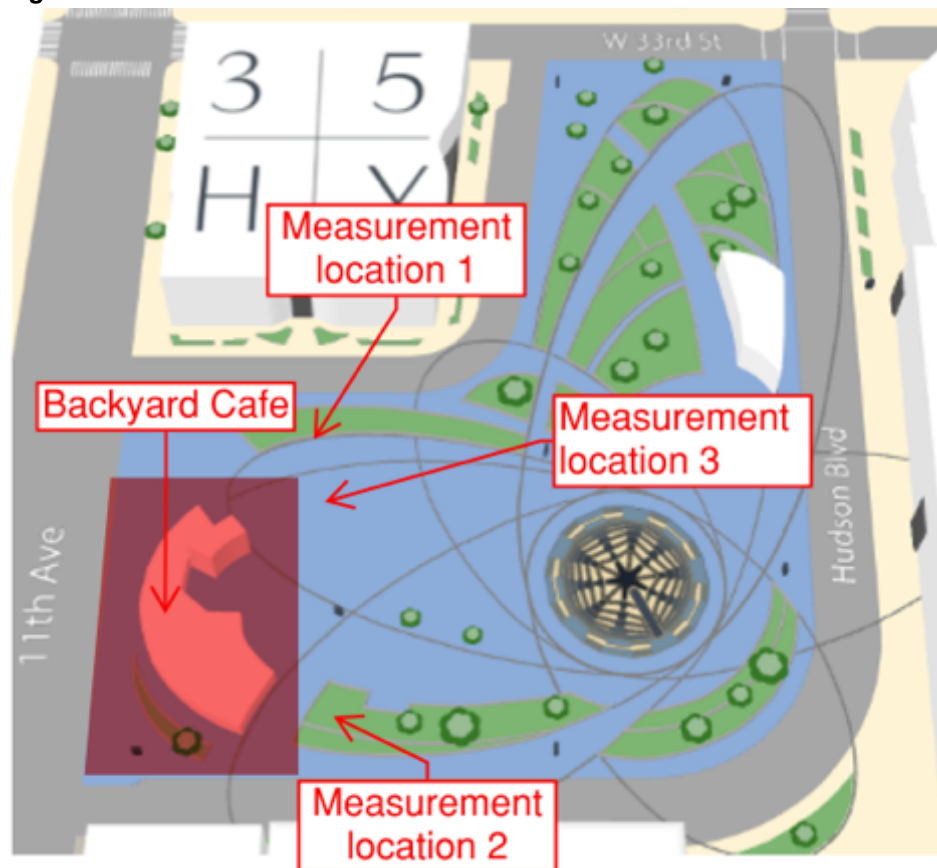 W 33rd St
3 5
H Y
Measurement
location 1
Backyard Cafe
Measurement
location 3
11th Ave
Hudson Blvd
Measurement
location 2